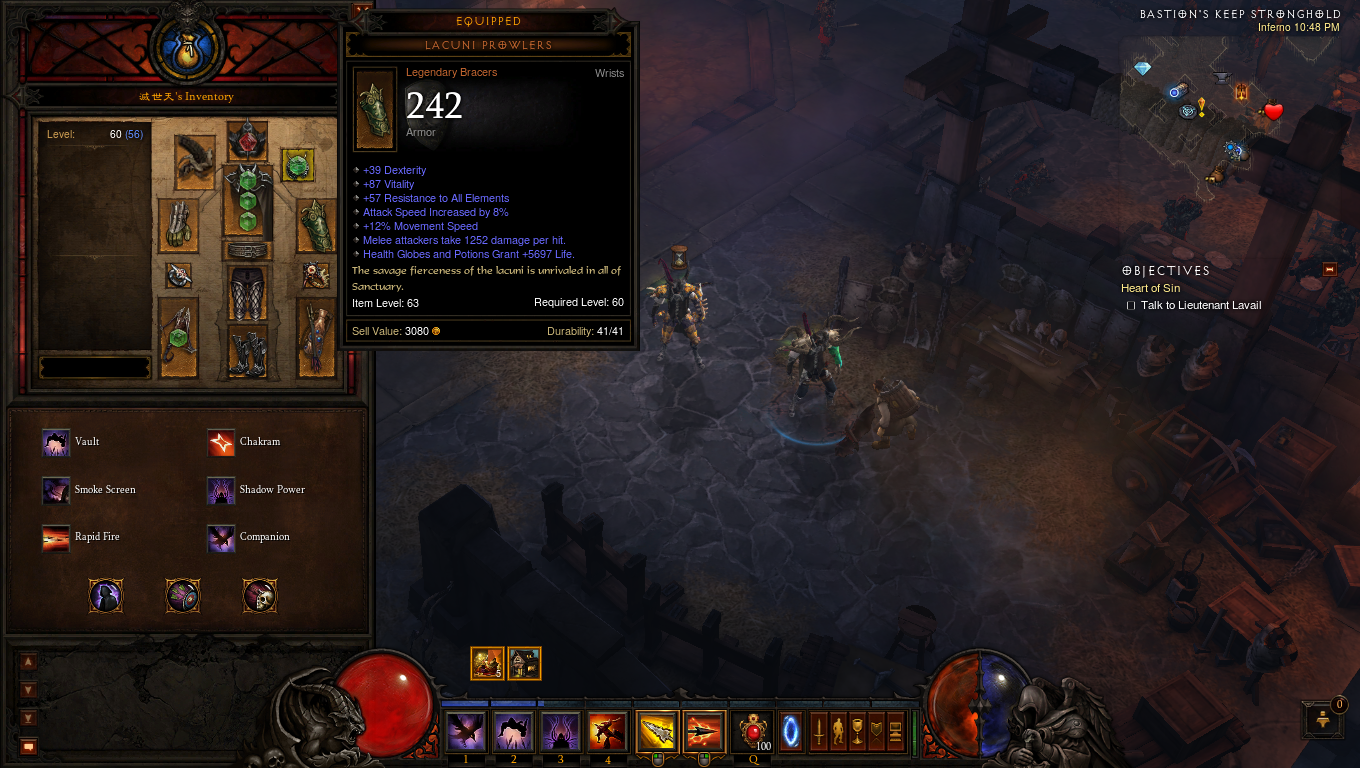 EQUIPPED
LACUNI PROWLERS
Legendary Bracers
Wrists
242
Armor
+39 Dexterity
+87 Vitality
+57 Resistance to All Elements
Attack Speed Increased by 8%
+12% Movement Speed
Melee attackers take 1252 damage per hit.
Health Globes and Potions Grant +5697 Life.
The savage fierceness of the lacuni is unrivaled in all of
Sanctuary.
Item Level: 63
Required Level: 60
Sell Value: 3080
Durability: 41/41
滅世天's Inventory
Level: 60 (56)
Vault
Chakram
Smoke Screen
Shadow Power
Rapid Fire
Companion
BASTION'S KEEP STRONGHOLD
Inferno 10:48 PM
OBJECTIVES
Heart of Sin
Talk to Lieutenant Lavail
5
100
1
2
3
4
Q
0